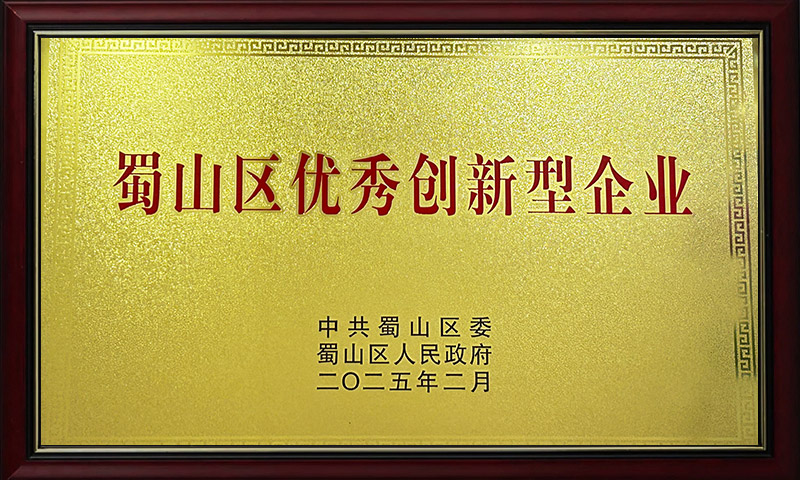 蜀山区优秀创新型企业
中共蜀山区委
蜀山区人民政府
二〇二五年二月